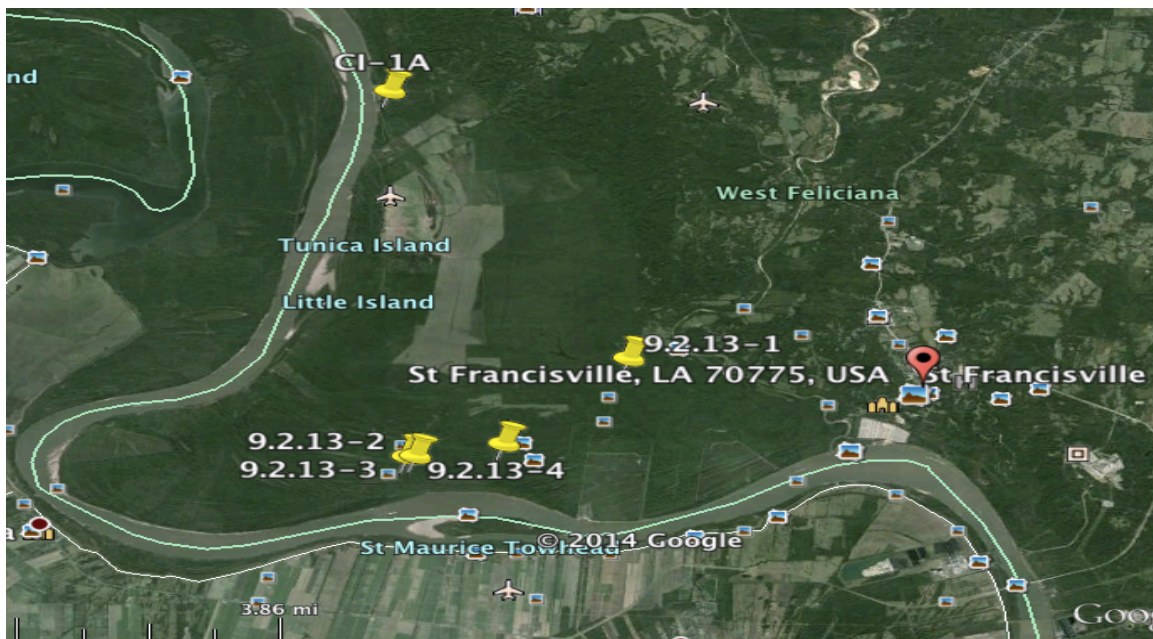 CI-1A
nd
West Feliciana
Tunica Island
Little Island
9.2.13-1
St Francisville, LA 70775, USA
St Francisville
9.2.13-2
9.2.13-3
9.2.13-4
a
© 2014 Google
St Maurice Towhead
3.86 mi
Goo